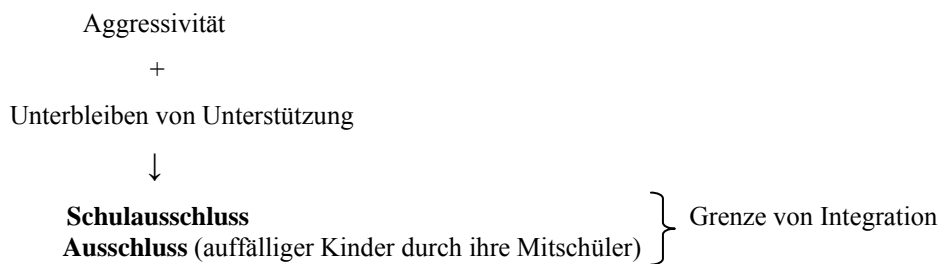 Aggressivität
+
Unterbleiben von Unterstützung
↓
Schulausschluss
Ausschluss (auffälliger Kinder durch ihre Mitschüler)
Grenze von Integration